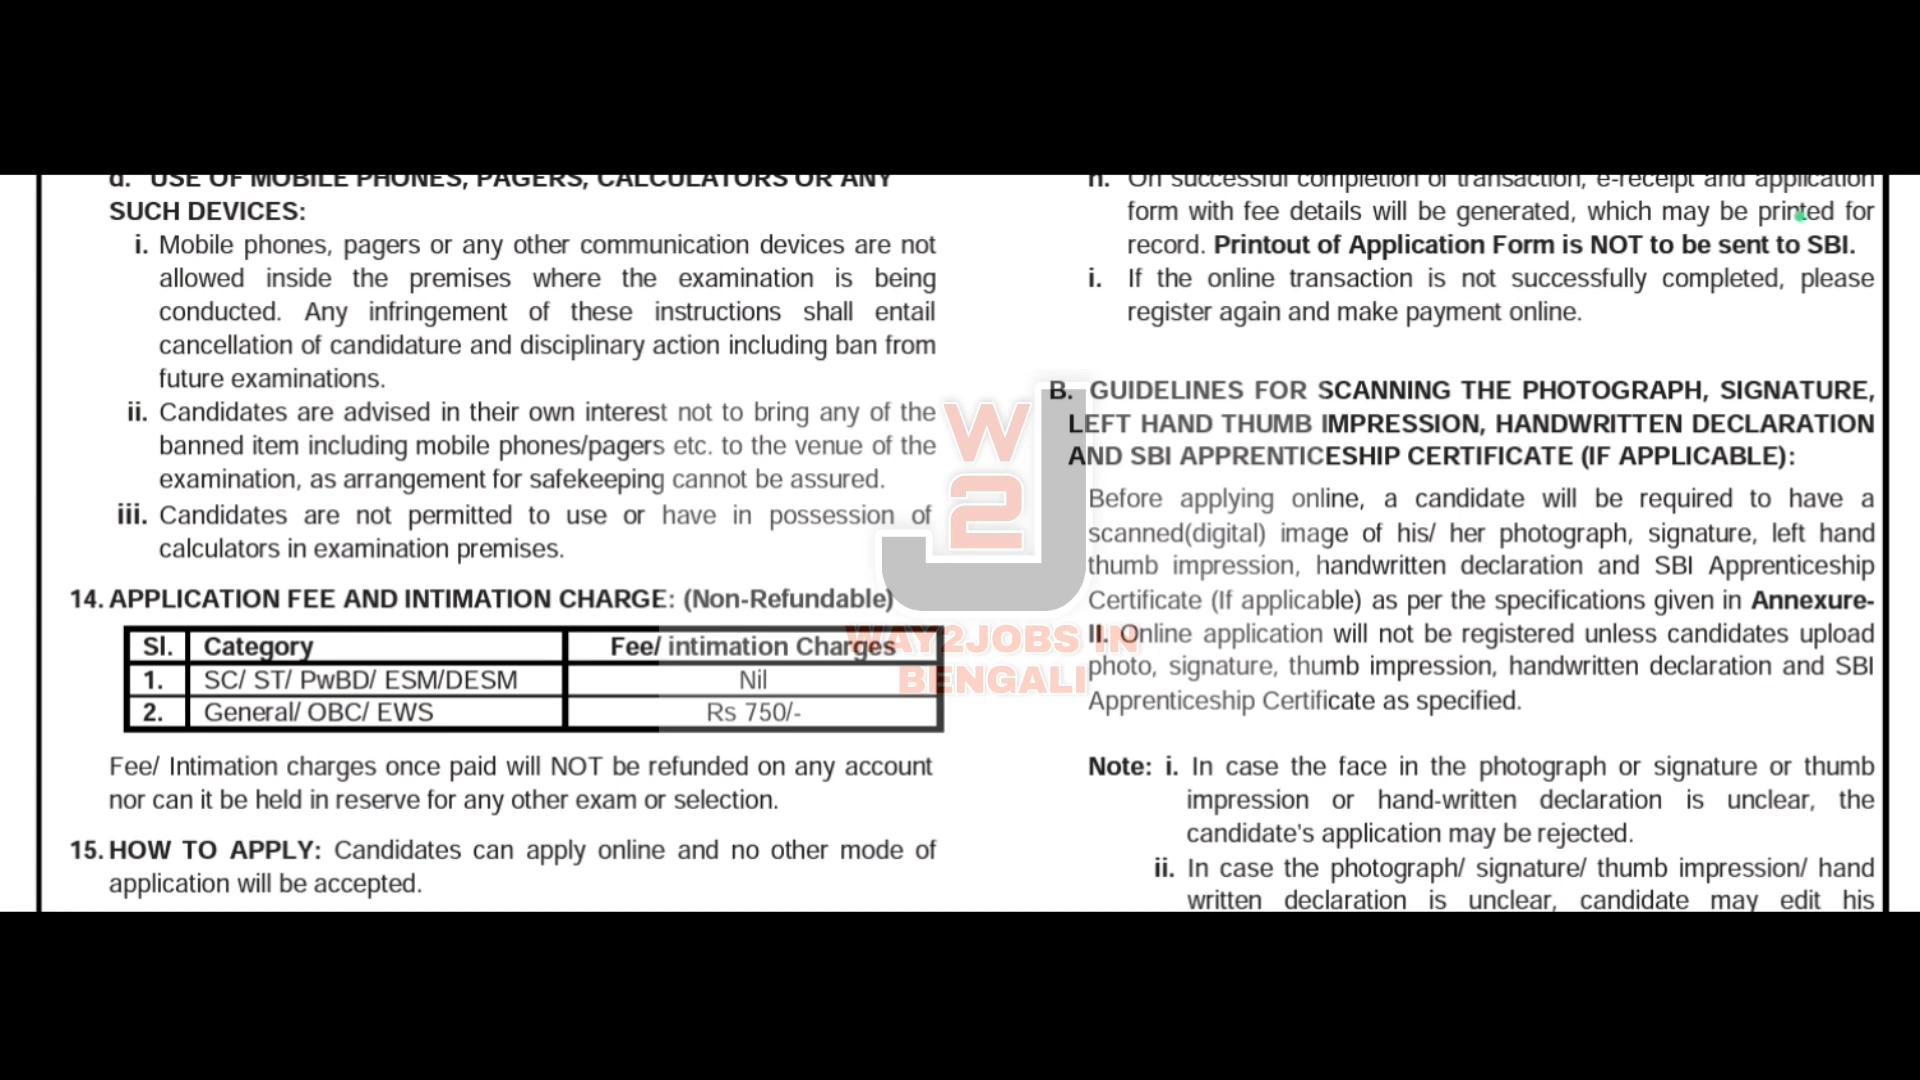 d. USE OF MOBILE PHONES, PAGERS, CALCULATORS OR ANY
SUCH DEVICES:
i. Mobile phones, pagers or any other communication devices are not
allowed inside the premises where the examination is being
conducted. Any infringement of these instructions shall entail
cancellation of candidature and disciplinary action including ban from
future examinations.
ii. Candidates are advised in their own interest not to bring any of the
banned item including mobile phones/pagers etc. to the venue of the
examination, as arrangement for safekeeping cannot be assured.
iii. Candidates are not permitted to use or have in possession of
calculators in examination premises.
14. APPLICATION FEE AND INTIMATION CHARGE: (Non-Refundable)
Sl. Category Fee/ intimation Charges
1. SC/ ST/ PwBD/ ESM/DESM Nil
2. General/ OBC/ EWS Rs 750/-
Fee/ Intimation charges once paid will NOT be refunded on any account
nor can it be held in reserve for any other exam or selection.
15. HOW TO APPLY: Candidates can apply online and no other mode of
application will be accepted.
h. On successful completion of transaction, e-receipt and application
form with fee details will be generated, which may be printed for
record. Printout of Application Form is NOT to be sent to SBI.
i. If the online transaction is not successfully completed, please
register again and make payment online.
B. GUIDELINES FOR SCANNING THE PHOTOGRAPH, SIGNATURE,
LEFT HAND THUMB IMPRESSION, HANDWRITTEN DECLARATION
AND SBI APPRENTICESHIP CERTIFICATE (IF APPLICABLE):
Before applying online, a candidate will be required to have a
scanned(digital) image of his/ her photograph, signature, left hand
thumb impression, handwritten declaration and SBI Apprenticeship
Certificate (If applicable) as per the specifications given in Annexure-
II. Online application will not be registered unless candidates upload
photo, signature, thumb impression, handwritten declaration and SBI
Apprenticeship Certificate as specified.
Note: i. In case the face in the photograph or signature or thumb
impression or hand-written declaration is unclear, the
candidate's application may be rejected.
ii. In case the photograph/ signature/ thumb impression/ hand
written declaration is unclear, candidate may edit his
W
2
J
WAY2JOBS IN
BENGALI